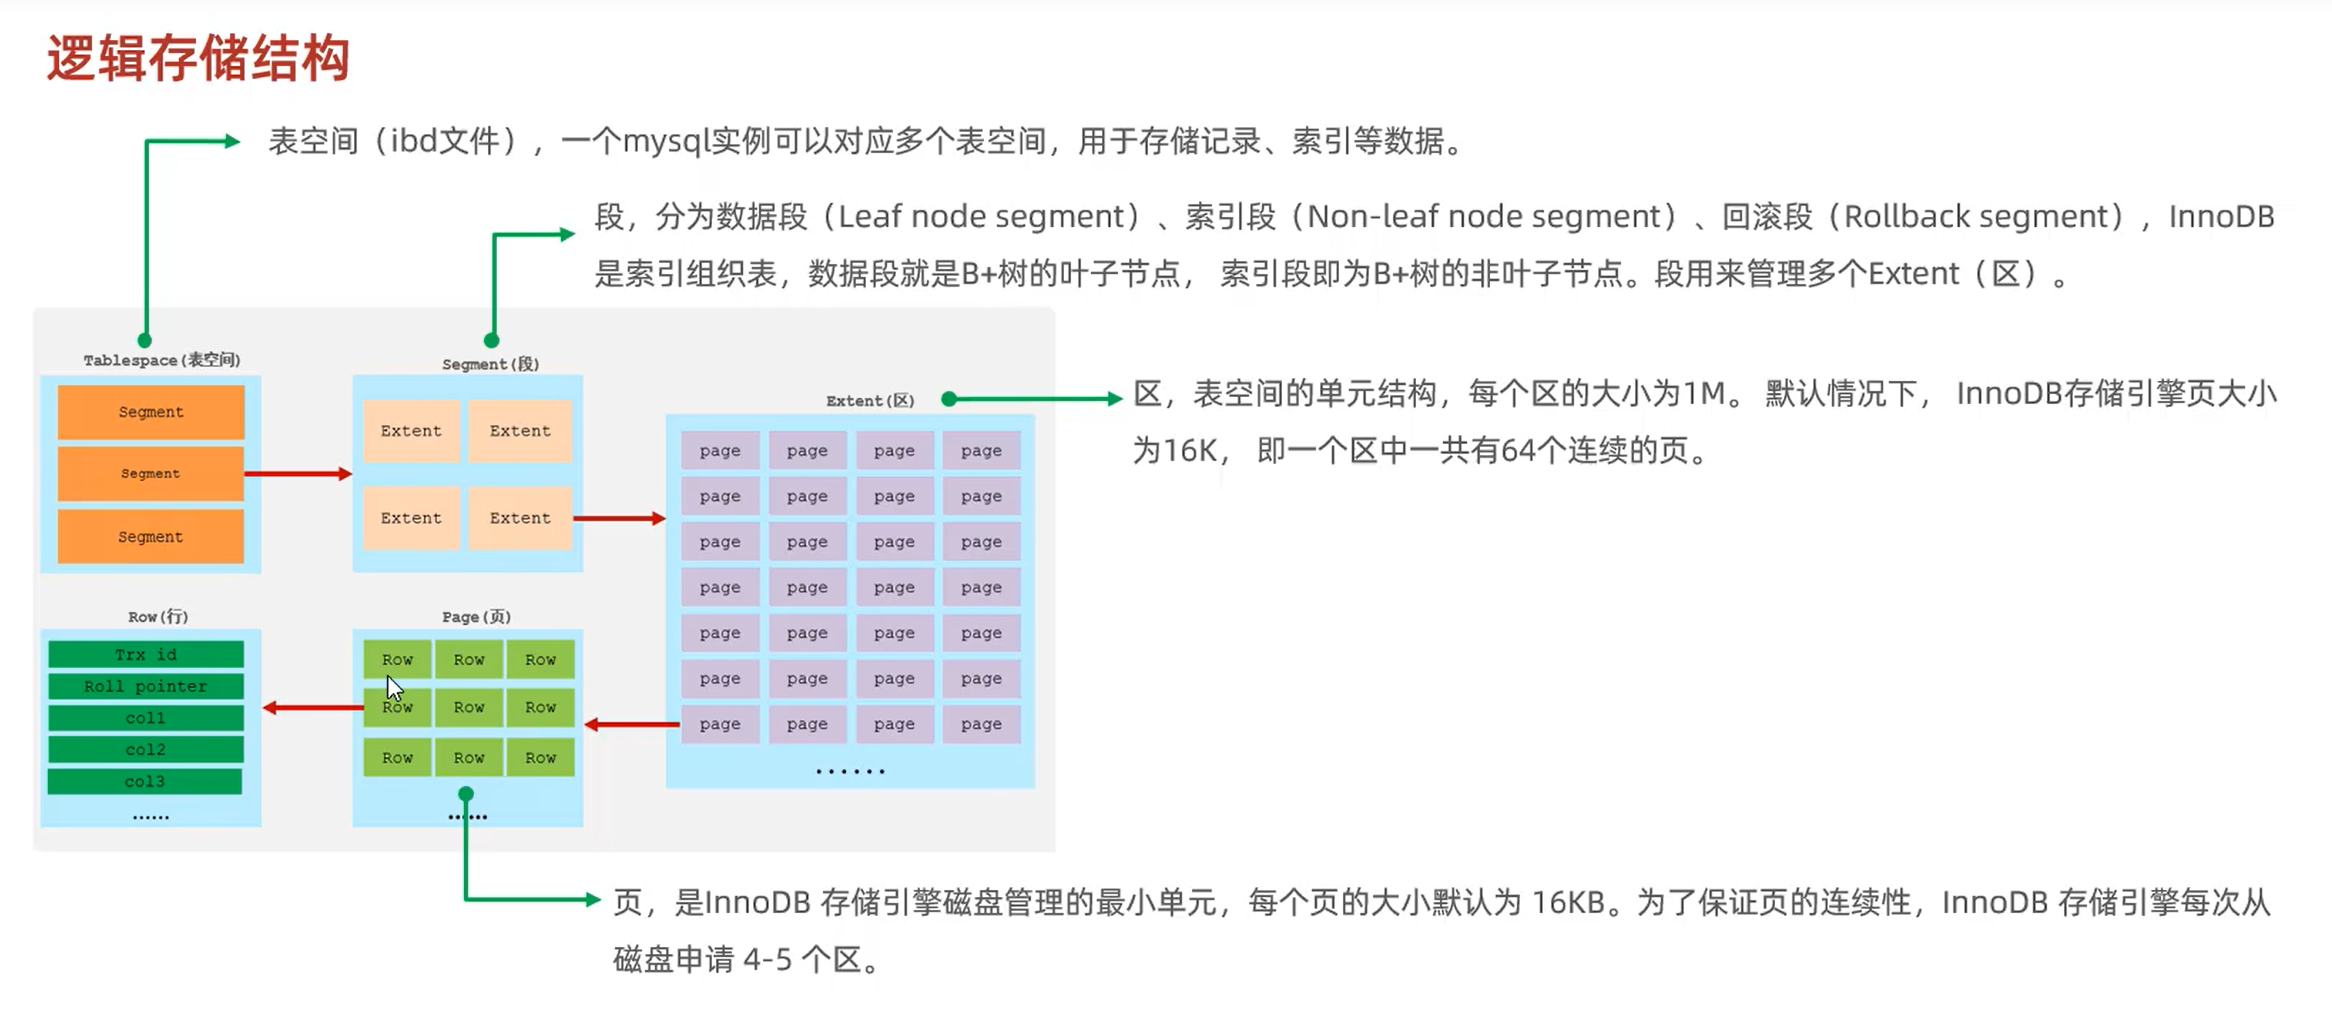 逻辑存储结构
表空间（ibd文件），一个mysql实例可以对应多个表空间，用于存储记录、索引等数据。
段，分为数据段（Leaf node segment）、索引段（Non-leaf node segment）、回滚段（Rollback segment），InnoDB
是索引组织表，数据段就是B+树的叶子节点， 索引段即为B+树的非叶子节点。段用来管理多个Extent（区）。
Tablespace(表空间)
Segment
Segment
Segment
Segment(段)
Extent Extent
Extent Extent
Extent(区)
page page page page
page page page page
page page page page
page page page page
page page page page
page page page page
page page page page
......
区，表空间的单元结构，每个区的大小为1M。 默认情况下， InnoDB存储引擎页大小
为16K， 即一个区中一共有64个连续的页。
Row(行)
Trx id
Roll pointer
col1
col2
col3
......
Page(页)
Row Row Row
Row Row Row
Row Row Row
......
页，是InnoDB 存储引擎磁盘管理的最小单元，每个页的大小默认为 16KB。为了保证页的连续性，InnoDB 存储引擎每次从
磁盘申请 4-5 个区。